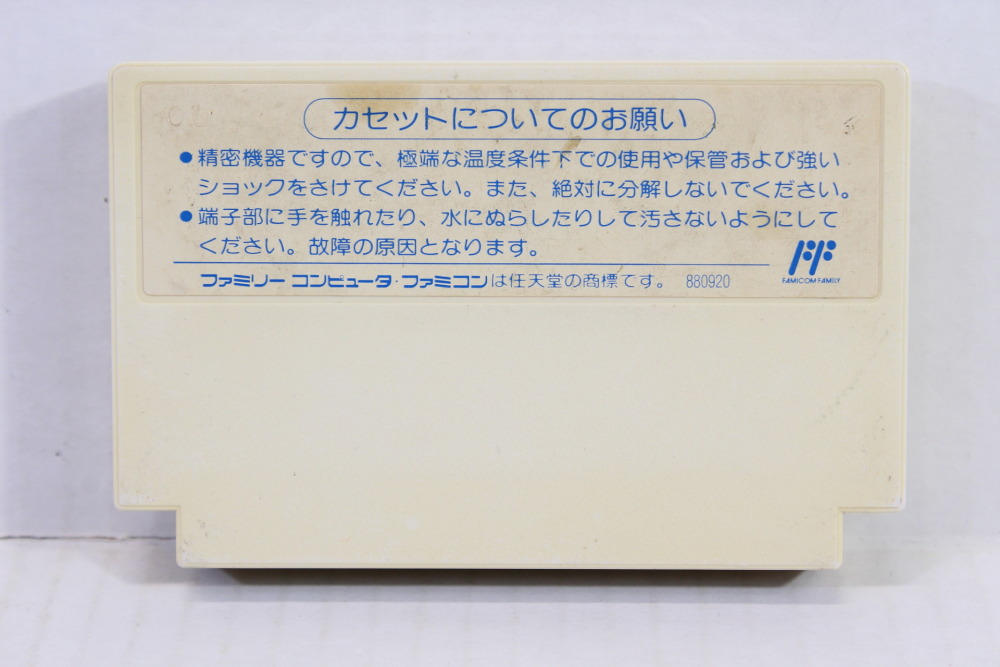 カセットについてのお願い
●精密機器ですので、極端な温度条件下での使用や保管および強い
ショックをさけてください。また、絶対に分解しないでください。
●端子部に手を触れたり、水にぬらしたりして汚さないようにして
ください。故障の原因となります。
FAMICOM FAMILY
ファミリー コンピュータ・ファミコンは任天堂の商標です。 880920